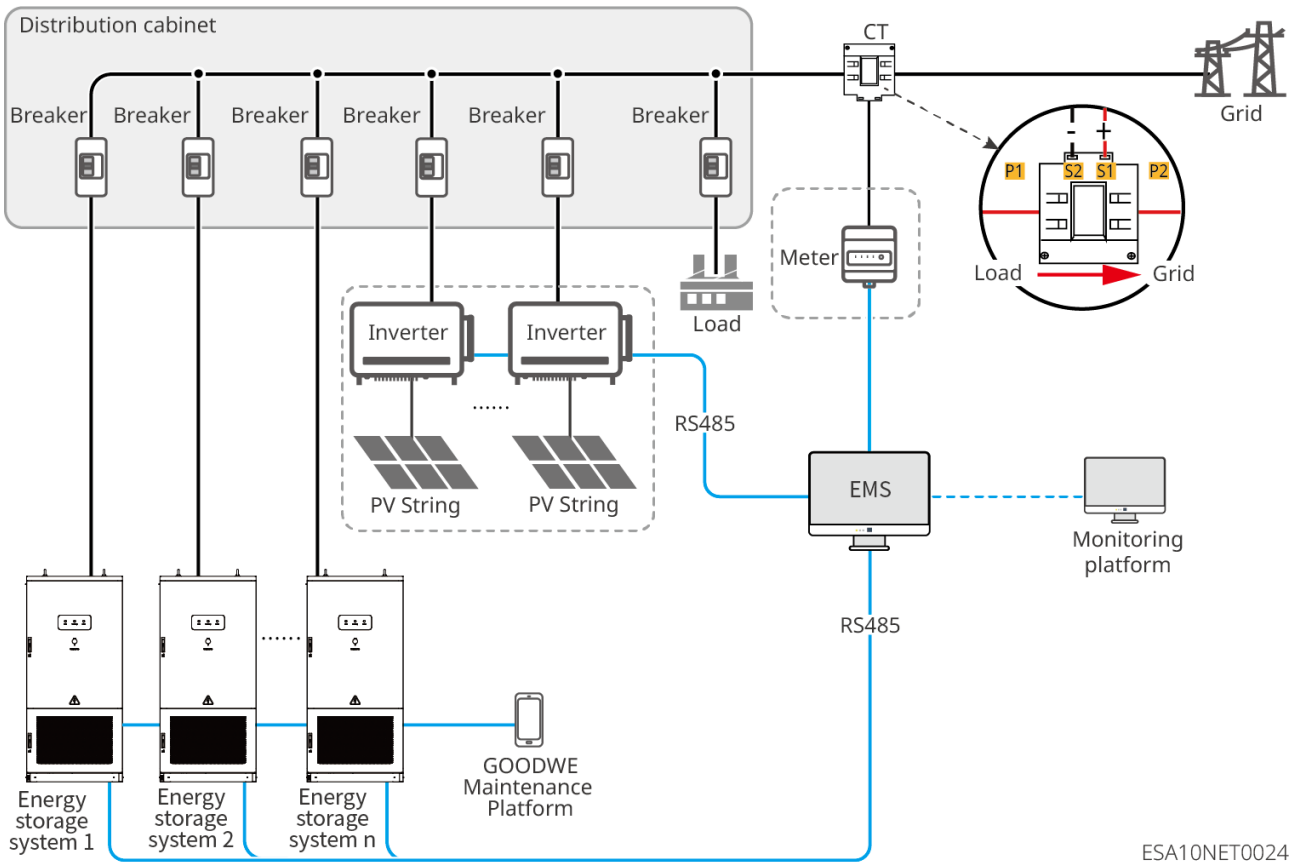 Distribution cabinet
CT
Grid
Breaker
Breaker
Breaker
Breaker
Breaker
Breaker
-
+
P1
S2
S1
P2
Load
Grid
Meter
Load
Inverter
Inverter
......
RS485
PV String
PV String
EMS
Monitoring
platform
RS485
......
GOODWE
Maintenance
Platform
Energy
storage
system 1
Energy
storage
system 2
Energy
storage
system n
ESA10NET0024